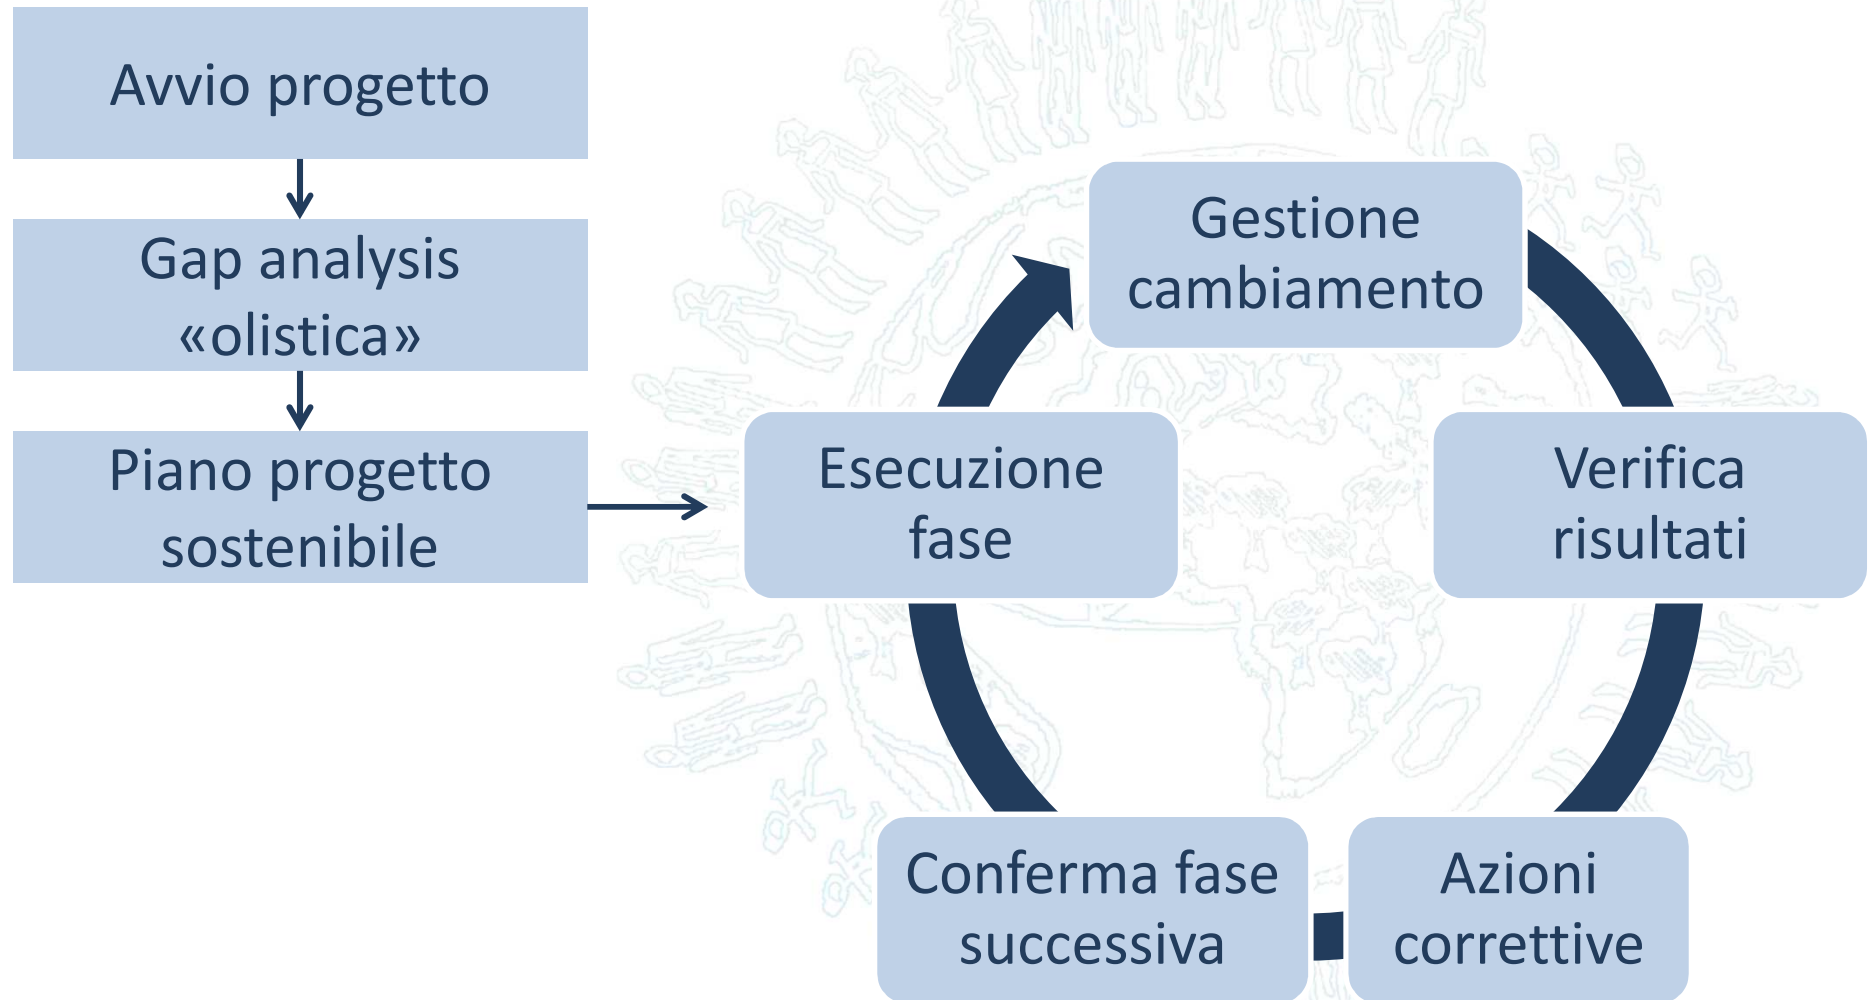 Avvio progetto
Gap analysis
«olistica»
Piano progetto
sostenibile
Gestione
cambiamento
Esecuzione
fase
Verifica
risultati
Conferma fase
successiva
Azioni
correttive